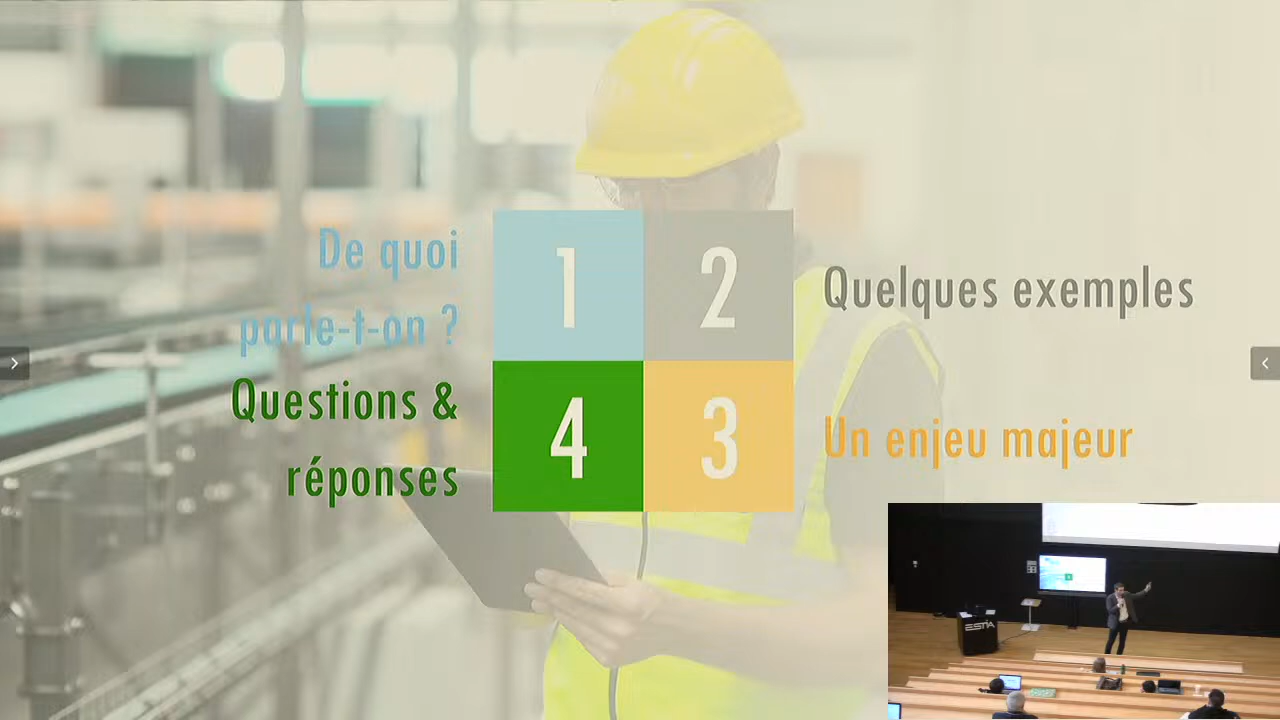 De quoi
parle-t-on ?
1
2
Quelques exemples
Questions &
réponses
4
3
Un enjeu majeur
ESTIA